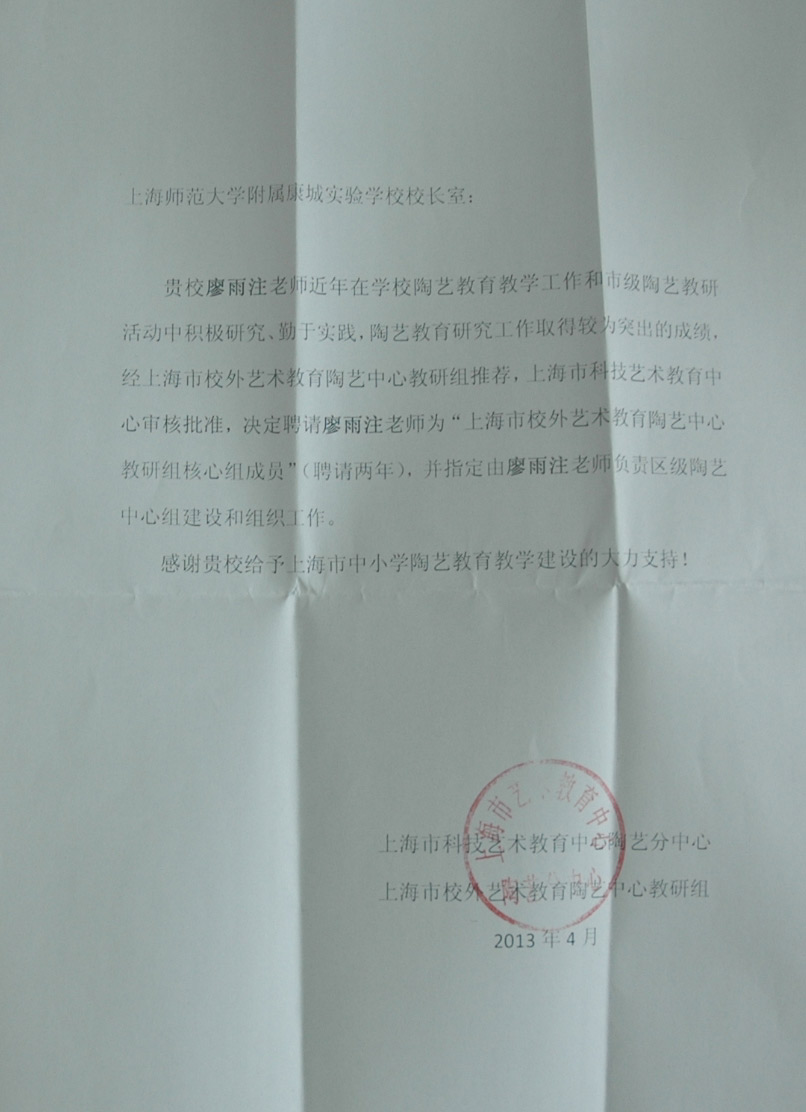 上海师范大学附属康城实验学校校长室：
贵校廖雨注老师近年在学校陶艺教育教学工作和市级陶艺教研
活动中积极研究、勤于实践，陶艺教育研究工作取得较为突出的成绩，
经上海市校外艺术教育陶艺中心教研组推荐，上海市科技艺术教育中
心审核批准，决定聘请廖雨注老师为“上海市校外艺术教育陶艺中心
教研组核心组成员”（聘请两年），并指定由廖雨注老师负责区级陶艺
中心组建设和组织工作。
感谢贵校给予上海市中小学陶艺教育教学建设的大力支持！
上海市艺教育中心
陶艺分中心
上海市科技艺术教育中心陶艺分中心
上海市校外艺术教育陶艺中心教研组
2013 年 4 月